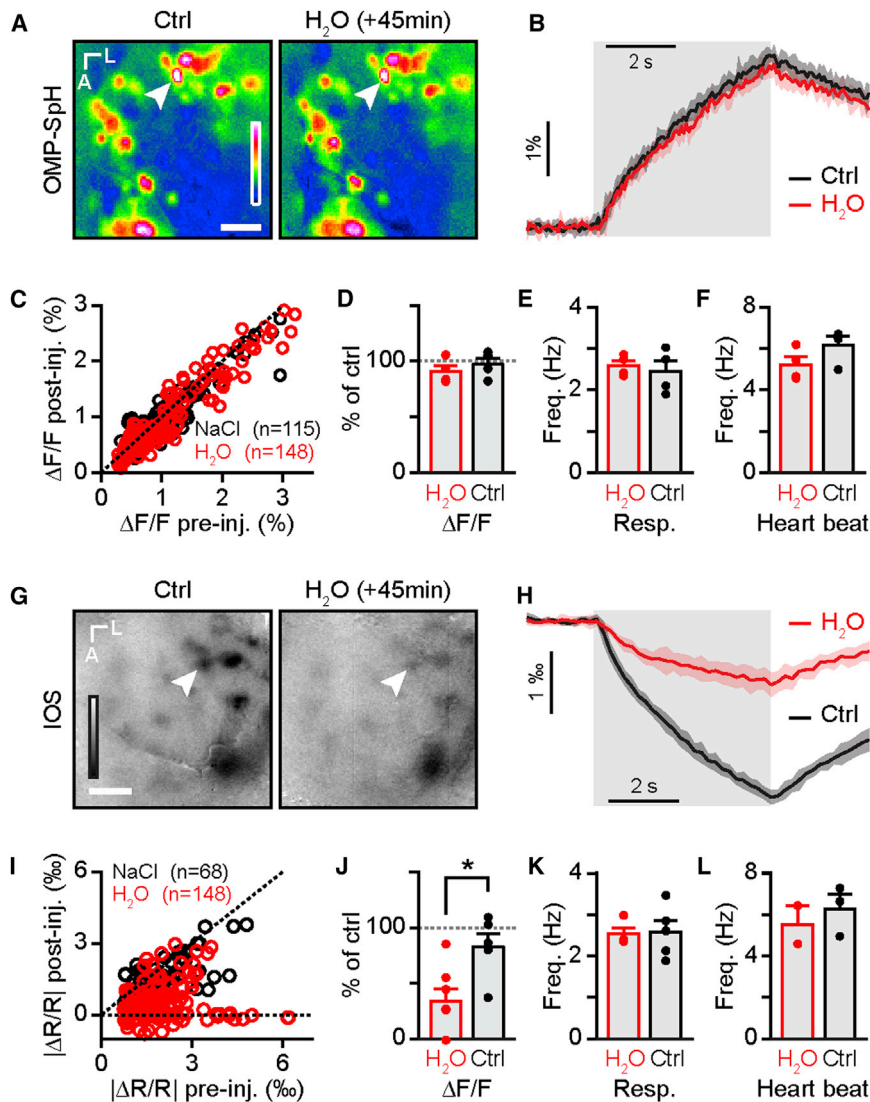 A Ctrl H₂O (+45min) B
L
A
OMP-SpH
2 s
1%
Ctrl
H₂O
C D E F
3
2
1
0
0 1 2 3
ΔF/F post-inj. (%)
NaCl (n=115)
H₂O (n=148)
ΔF/F pre-inj. (%)
% of ctrl
100
0
H₂O Ctrl
ΔF/F
Freq. (Hz)
4
2
0
H₂O Ctrl
Resp.
Freq. (Hz)
8
4
0
H₂O Ctrl
Heart beat
G Ctrl H₂O (+45min) H
L
A
IOS
H₂O
1 ‰
Ctrl
2 s
I J K L
|ΔR/R| post-inj. (‰)
6
3
0
NaCl (n=68)
H₂O (n=148)
0 3 6
|ΔR/R| pre-inj. (‰)
% of ctrl
*
100
0
H₂O Ctrl
ΔF/F
Freq. (Hz)
4
2
0
H₂O Ctrl
Resp.
Freq. (Hz)
8
4
0
H₂O Ctrl
Heart beat